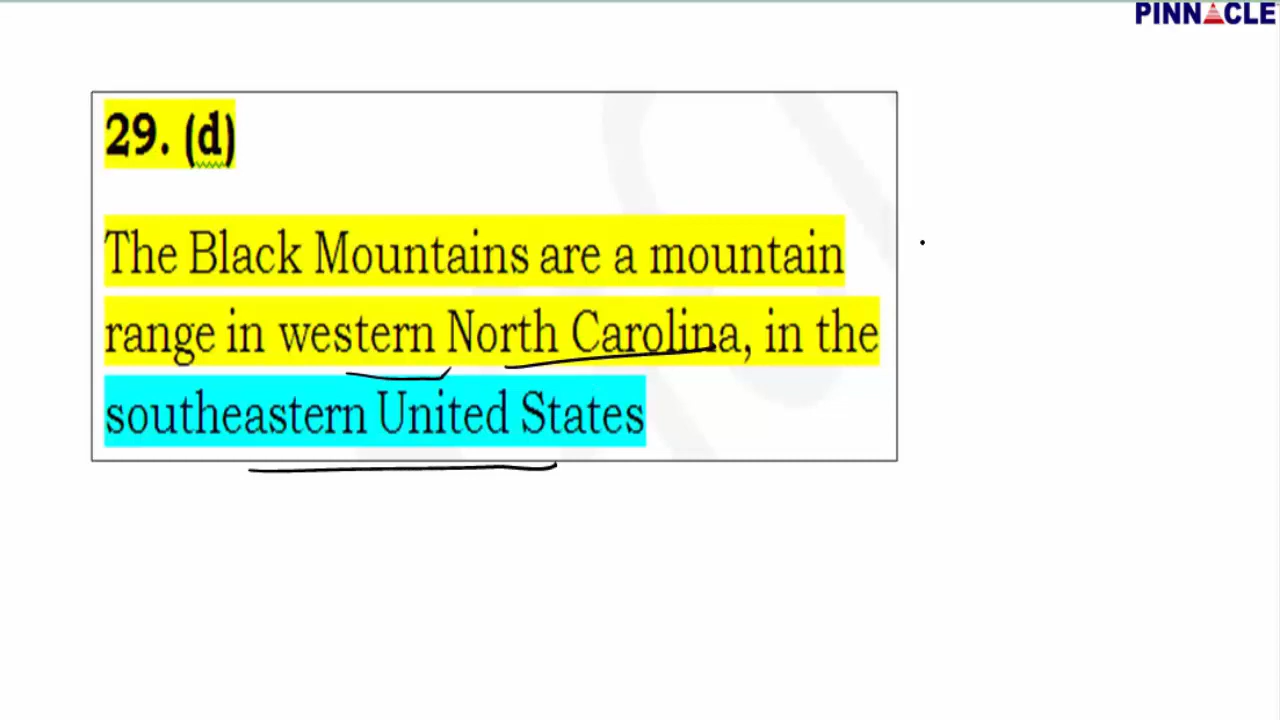 PINNACLE
29. (d)
The Black Mountains are a mountain
range in western North Carolina, in the
southeastern United States